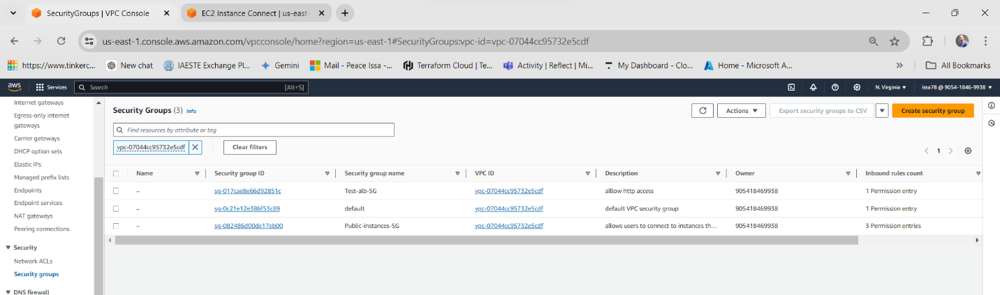 SecurityGroups | VPC Console
EC2 Instance Connect | us-east-
us-east-1.console.aws.amazon.com/vpcconsole/home?region=us-east-1#SecurityGroups:vpc-id=vpc-07044cc95732e5cdf
https://www.tinkerc... New chat IAESTE Exchange Pl... Gemini Mail - Peace Issa -... Terraform Cloud | Te... Activity | Reflect | Mi... My Dashboard - Clo... Home - Microsoft A... » All Bookmarks
aws Services Search [Alt+S] N. Virginia issa78 @ 9054-1846-9938
Internet gateways
Egress-only internet
gateways
Carrier gateways
DHCP option sets
Elastic IPs
Managed prefix lists
Endpoints
Endpoint services
NAT gateways
Peering connections
Security
Network ACLs
Security groups
DNS firewall
Security Groups (3) Info
Actions Export security groups to CSV Create security group
Find resources by attribute or tag
vpc-07044cc95732e5cdf Clear filters
1
Name Security group ID Security group name VPC ID Description Owner Inbound rules count
– sg-017cae8e66d92851c Test-alb-SG vpc-07044cc95732e5cdf alllow http access 905418469938 1 Permission entry
– sg-0c21e12e386f53c89 default vpc-07044cc95732e5cdf default VPC security group 905418469938 1 Permission entry
– sg-082486d00de17eb00 Public-instances-SG vpc-07044cc95732e5cdf allows users to connect to instances th... 905418469938 3 Permission entries